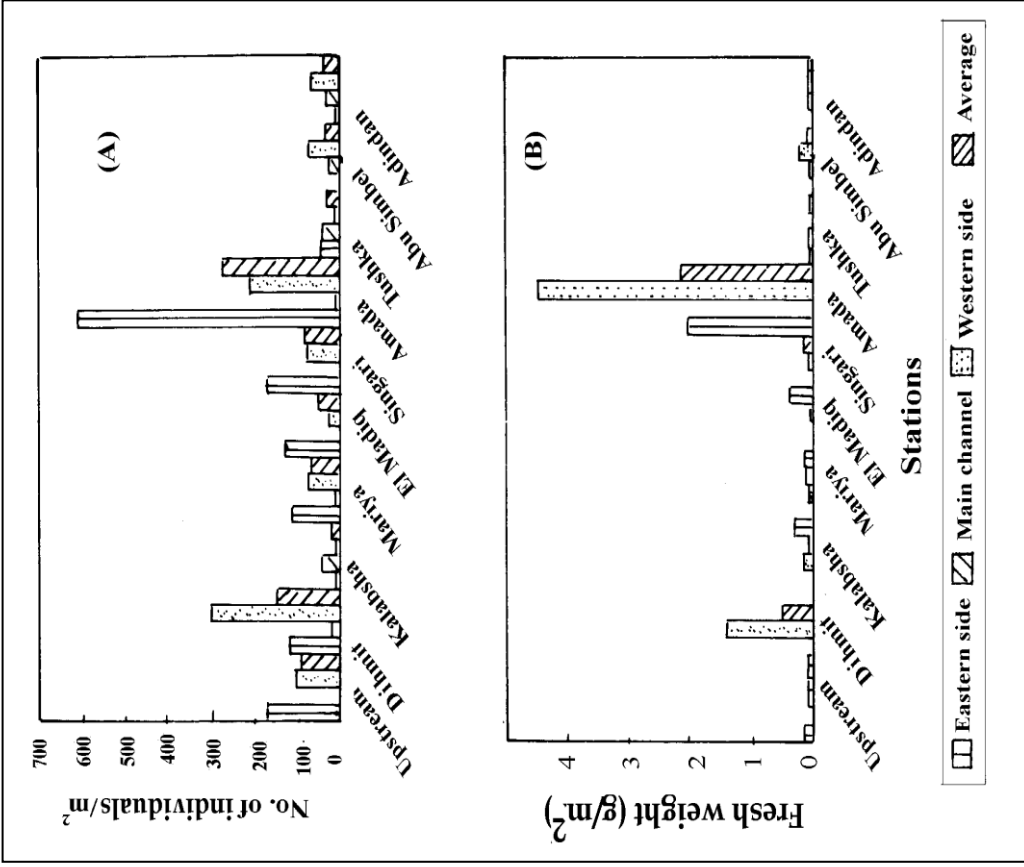 (A)
No. of individuals/m²
700
600
500
400
300
200
100
0
Upstream
Dihmit
Kalabsha
Mariya
El Madiq
Singari
Amada
Tushka
Abu Simbel
Adindan
(B)
Fresh weight (g/m²)
4
3
2
1
0
Upstream
Dihmit
Kalabsha
Mariya
El Madiq
Singari
Amada
Tushka
Abu Simbel
Adindan
Stations
Eastern side Main channel Western side Average